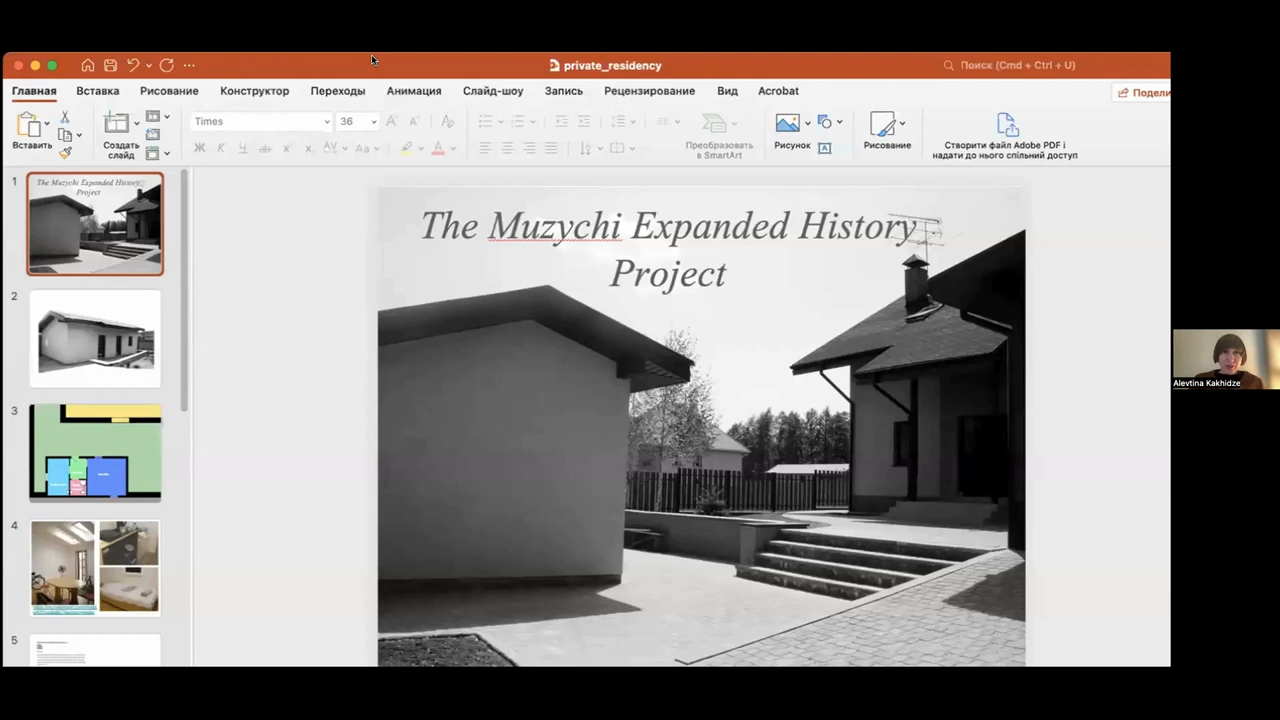 private_residency
Поиск (Cmd + Ctrl + U)
Главная Вставка Рисование Конструктор Переходы Анимация Слайд-шоу Запись Рецензирование Вид Acrobat
Подели
Вставить
Создать
слайд
Times 36
Преобразовать
в SmartArt
Рисунок
Рисование
Створити файл Adobe PDF і
надати до нього спільний доступ
1
The Muzychi Expanded History
Project
2
3
4
5
The Muzychi Expanded History
Project
Alevtina Kakhidze